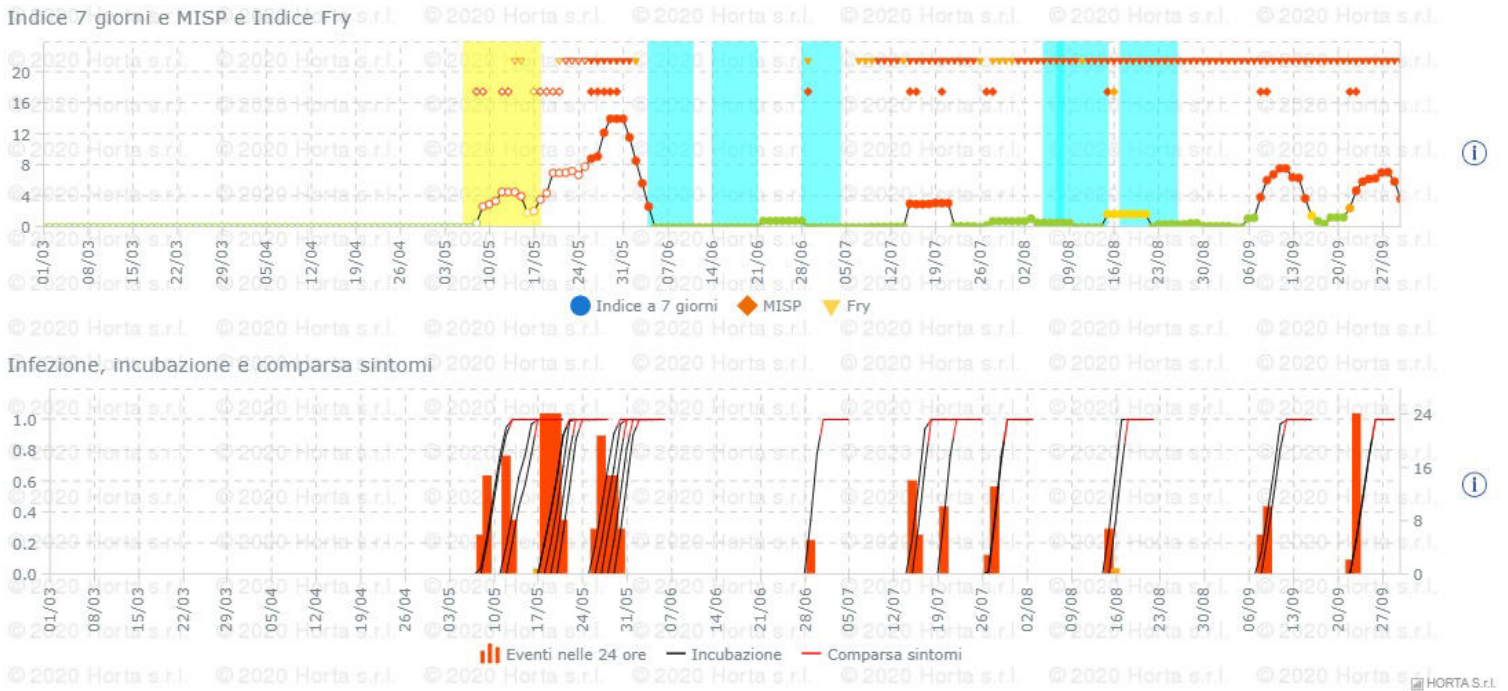 Indice 7 giorni e MISP e Indice Fry
© 2020 Horta s.r.l.
20
16
12
8
4
0
01/03 08/03 15/03 22/03 29/03 05/04 12/04 19/04 26/04 03/05 10/05 17/05 24/05 31/05 07/06 14/06 21/06 28/06 05/07 12/07 19/07 26/07 02/08 09/08 16/08 23/08 30/08 06/09 13/09 20/09 27/09
Indice a 7 giorni MISP Fry
Infezione, incubazione e comparsa sintomi
1.0 24
0.8
0.6 16
0.4
0.2 8
0.0 0
01/03 08/03 15/03 22/03 29/03 05/04 12/04 19/04 26/04 03/05 10/05 17/05 24/05 31/05 07/06 14/06 21/06 28/06 05/07 12/07 19/07 26/07 02/08 09/08 16/08 23/08 30/08 06/09 13/09 20/09 27/09
Eventi nelle 24 ore Incubazione Comparsa sintomi
HORTA S.r.l.